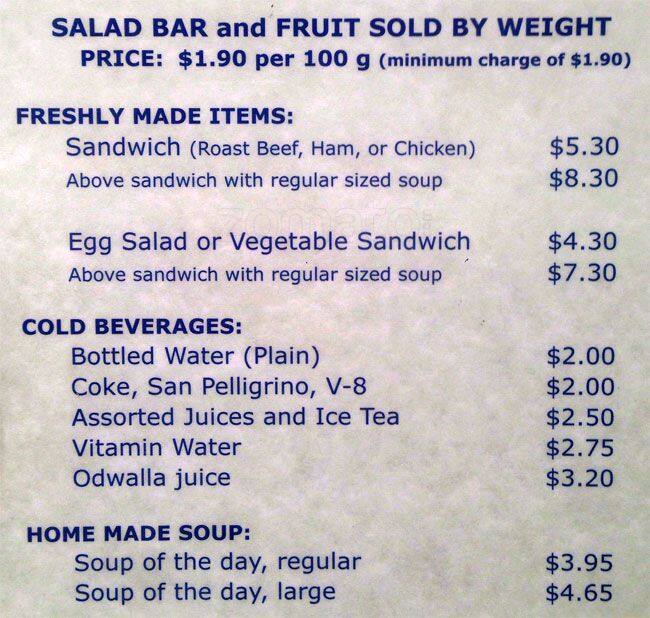 SALAD BAR and FRUIT SOLD BY WEIGHT
PRICE: $1.90 per 100 g (minimum charge of $1.90)
FRESHLY MADE ITEMS:
Sandwich (Roast Beef, Ham, or Chicken) $5.30
Above sandwich with regular sized soup $8.30
Egg Salad or Vegetable Sandwich $4.30
Above sandwich with regular sized soup $7.30
COLD BEVERAGES:
Bottled Water (Plain) $2.00
Coke, San Pelligrino, V-8 $2.00
Assorted Juices and Ice Tea $2.50
Vitamin Water $2.75
Odwalla juice $3.20
HOME MADE SOUP:
Soup of the day, regular $3.95
Soup of the day, large $4.65